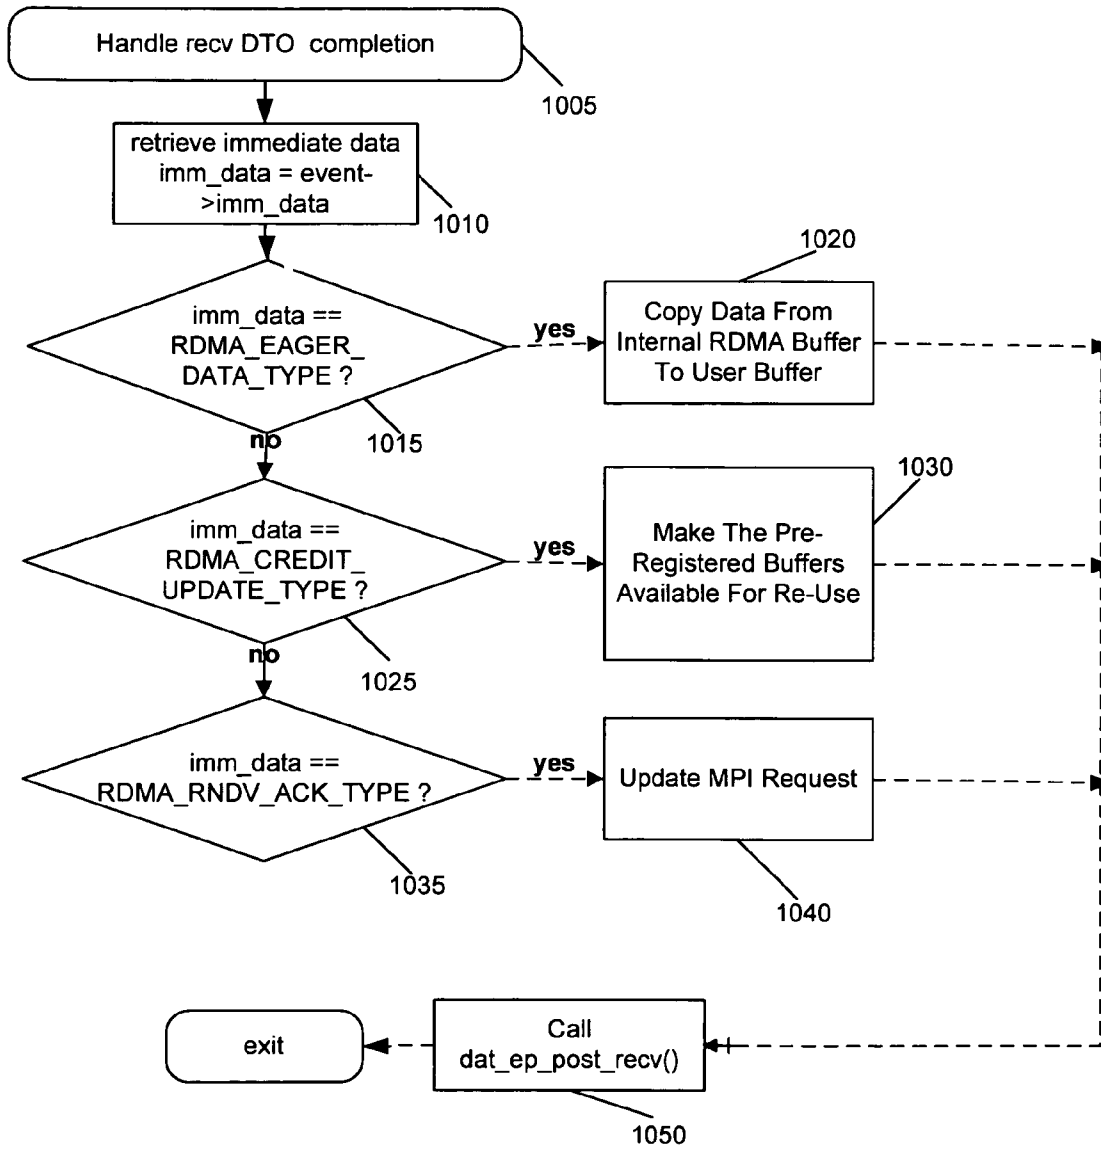 Handle recv DTO completion
1005
retrieve immediate data
imm_data = event-
>imm_data
1010
1020
imm_data ==
RDMA_EAGER_
DATA_TYPE ?
yes
Copy Data From
Internal RDMA Buffer
To User Buffer
no
1015
1030
imm_data ==
RDMA_CREDIT_
UPDATE_TYPE ?
yes
Make The Pre-
Registered Buffers
Available For Re-Use
no
1025
imm_data ==
RDMA_RNDV_ACK_TYPE ?
yes
Update MPI Request
1035
1040
exit
Call
dat_ep_post_recv()
1050